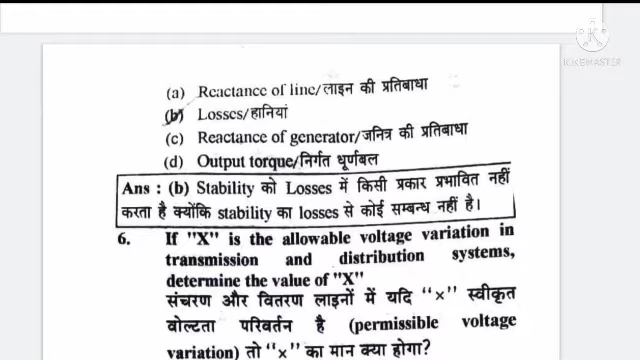 KINEMASTER
(a) Reactance of line/लाइन की प्रतिबाधा
(b) Losses/हानियां
(c) Reactance of generator/जनित्र की प्रतिबाधा
(d) Output torque/निर्गत घूर्णबल
Ans : (b) Stability को Losses में किसी प्रकार प्रभावित नहीं
करता है क्योंकि stability का losses से कोई सम्बन्ध नहीं है।
6. If "X" is the allowable voltage variation in
transmission and distribution systems,
determine the value of "X"
संचरण और वितरण लाइनों में यदि "x" स्वीकृत
वोल्टता परिवर्तन है (permissible voltage
variation) तो "x" का मान क्या होगा?